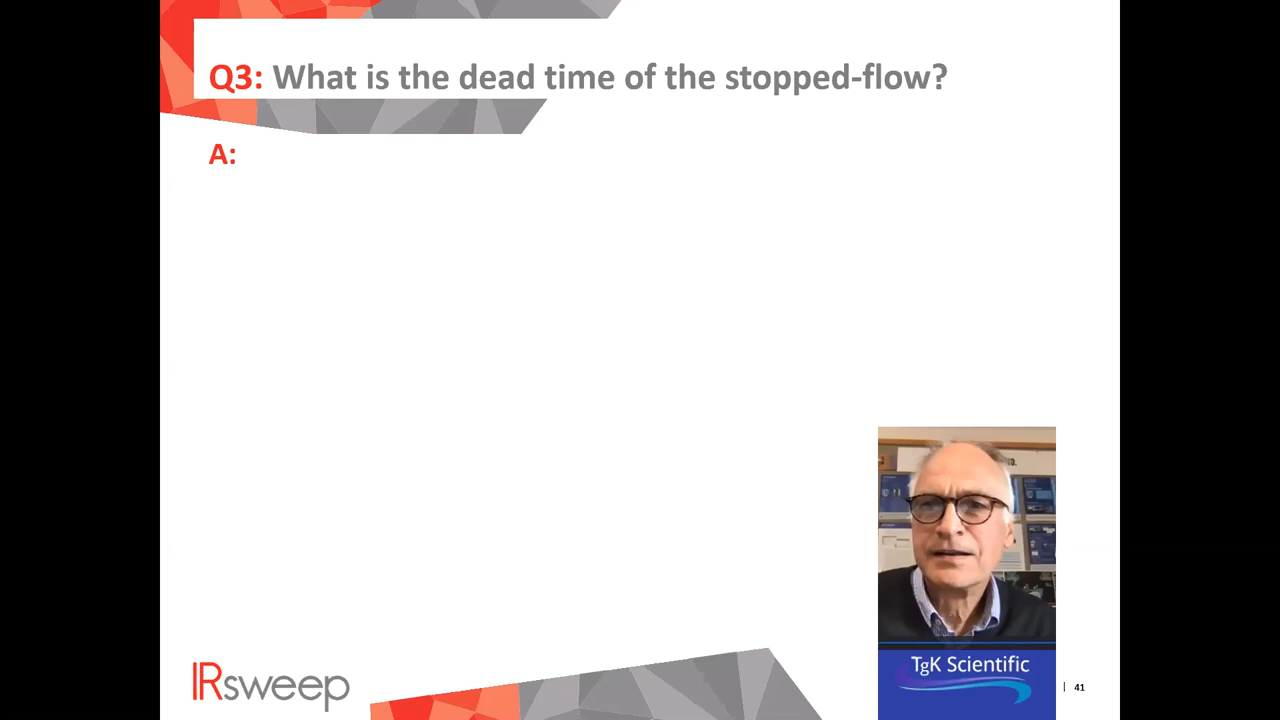 Q3: What is the dead time of the stopped-flow?
A:
TgK Scientific
IRsweep
41